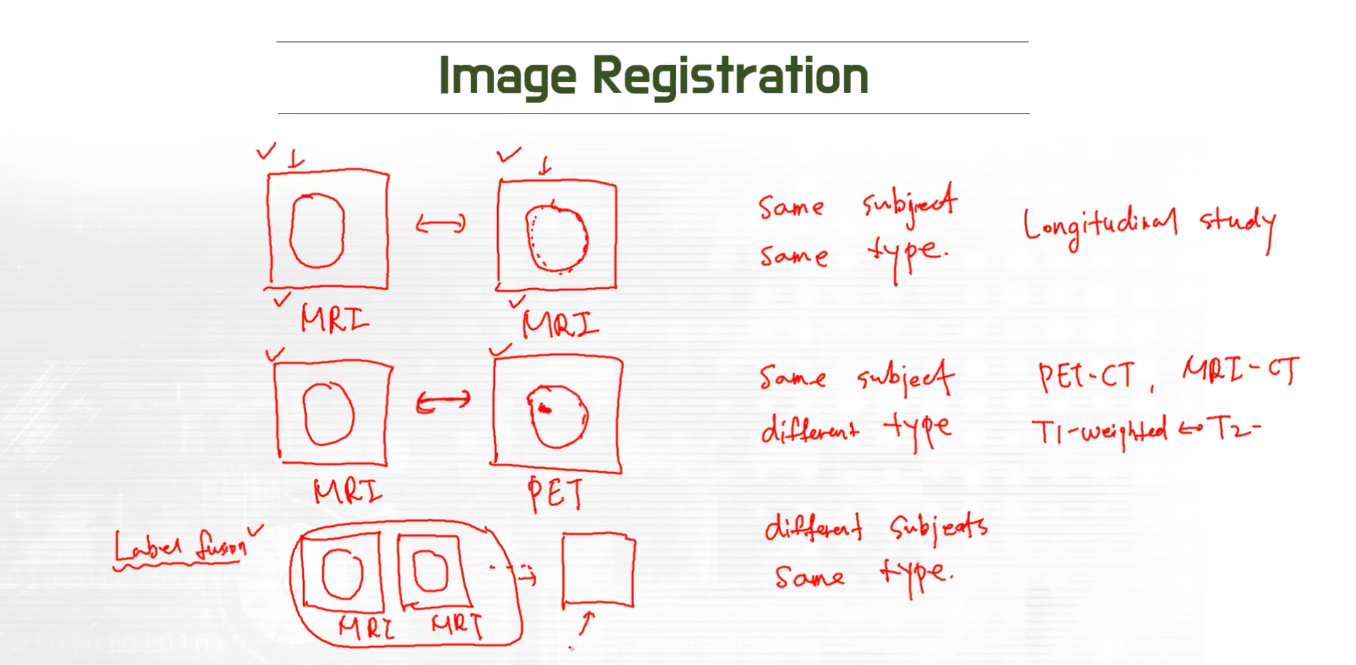 Image Registration
same subject
same type.
Longitudinal study
MRI
MRI
same subject
different type
PET-CT, MRI-CT
T1-weighted ↔ T2-
MRI
PET
Label fusion
different subjects
same type.
MRI
MRI